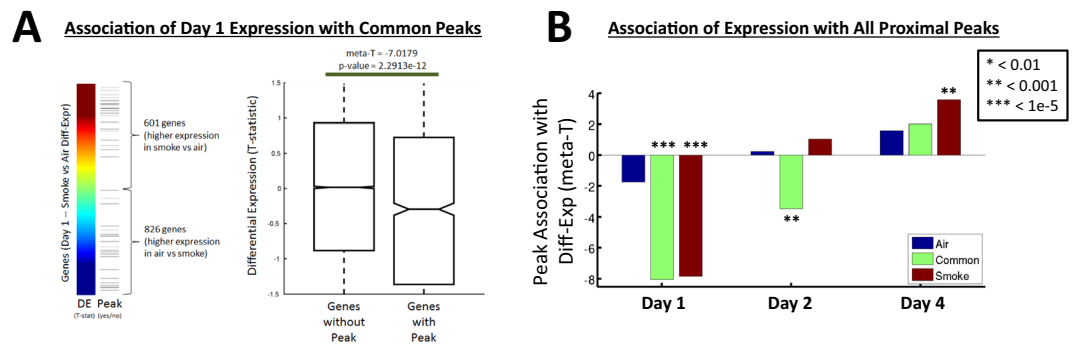 A
Association of Day 1 Expression with Common Peaks
Genes (Day 1 -- Smoke vs Air Diff-Expr)
601 genes
(higher expression
in smoke vs air)
826 genes
(higher expression
in air vs smoke)
DE Peak
(T-stat) (yes/no)
meta-T = -7.0179
p-value = 2.2913e-12
Differential Expression (T-statistic)
1.5
1
0.5
0
-0.5
-1
-1.5
Genes
without
Peak
Genes
with
Peak
B
Association of Expression with All Proximal Peaks
* < 0.01
** < 0.001
*** < 1e-5
Peak Association with
Diff-Exp (meta-T)
4
2
0
-2
-4
-6
-8
*** ***
**
**
Air
Common
Smoke
Day 1 Day 2 Day 4